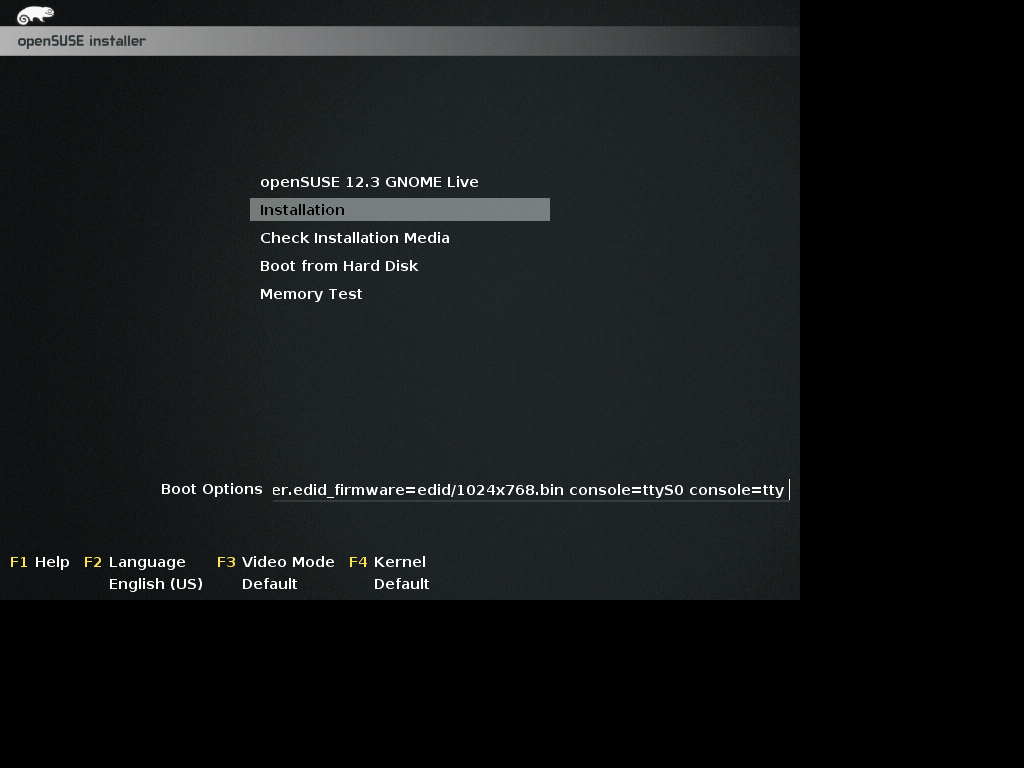 openSUSE installer
openSUSE 12.3 GNOME Live
Installation
Check Installation Media
Boot from Hard Disk
Memory Test
Boot Options er.edid_firmware=edid/1024x768.bin console=ttyS0 console=tty
F1 Help F2 Language F3 Video Mode F4 Kernel
English (US) Default Default